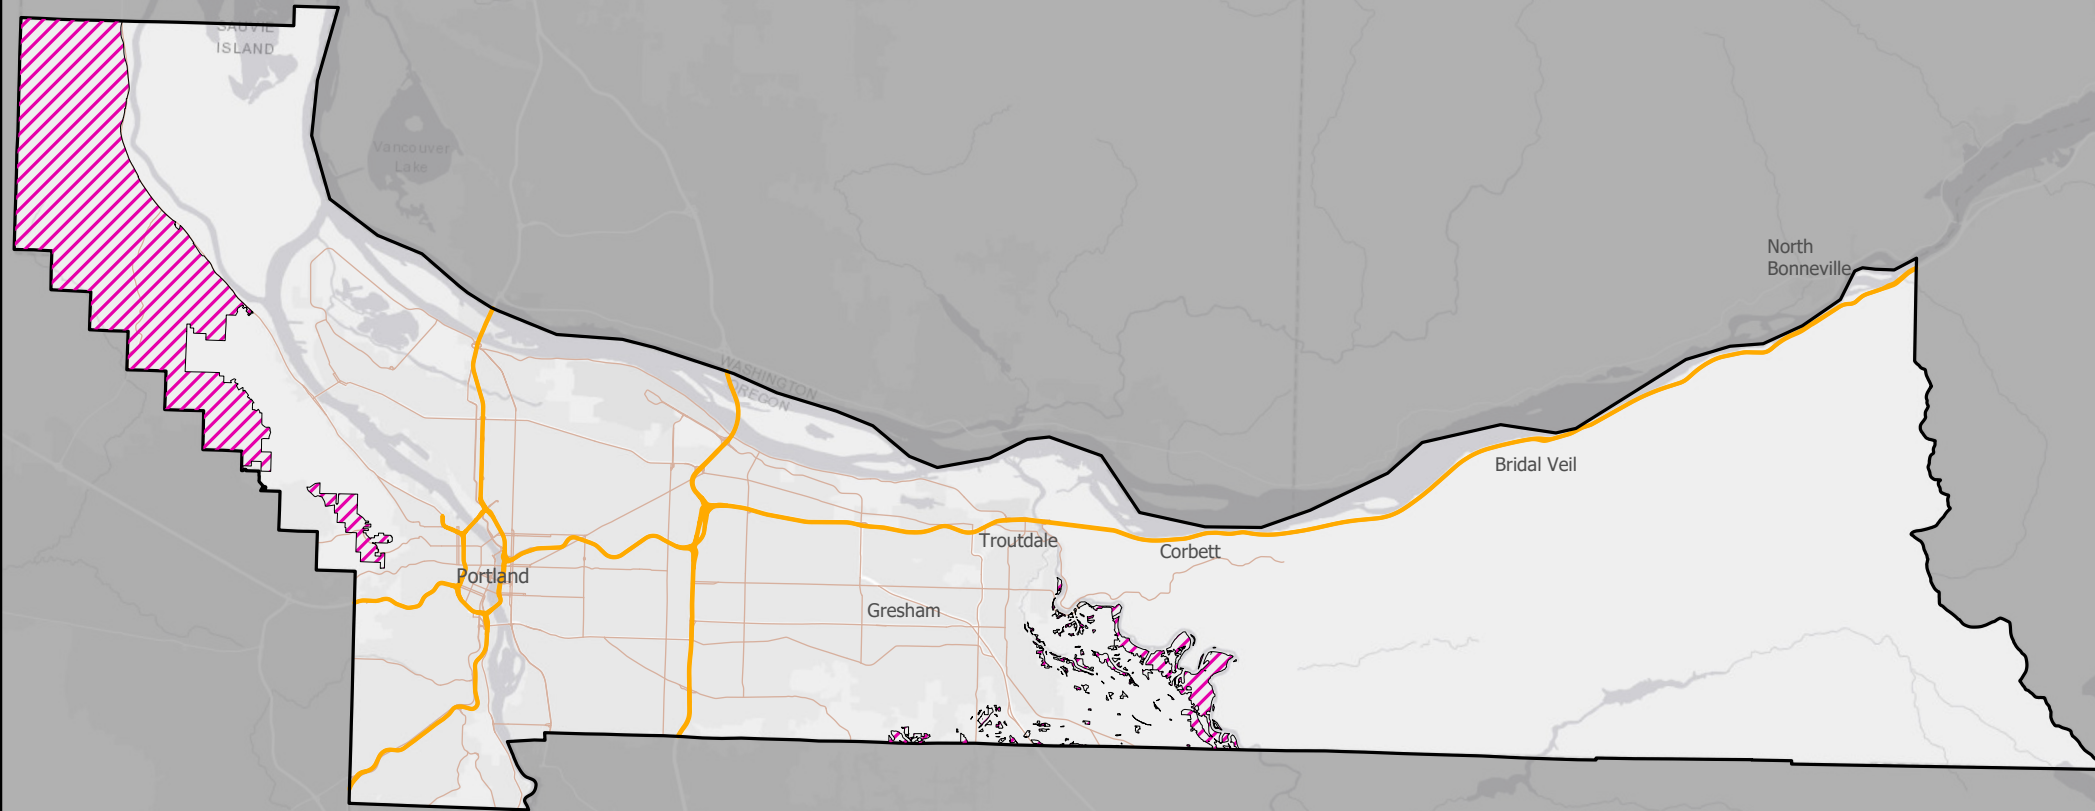 SAUVIE
ISLAND
Vancouver
Lake
North
Bonneville
WASHINGTON
OREGON
Bridal Veil
Troutdale
Corbett
Portland
Gresham